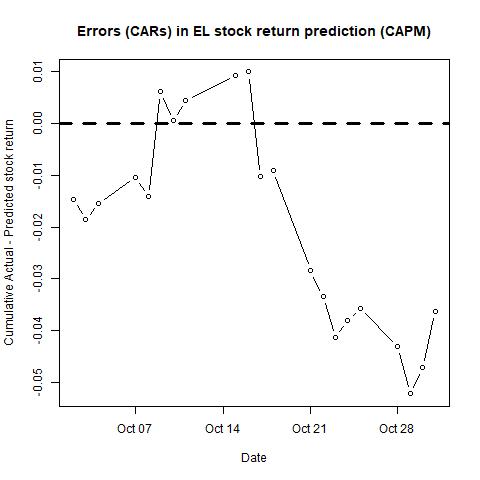 Errors (CARs) in EL stock return prediction (CAPM)
Cumulative Actual - Predicted stock return
0.01
0.00
-0.01
-0.02
-0.03
-0.04
-0.05
Oct 07
Oct 14
Oct 21
Oct 28
Date